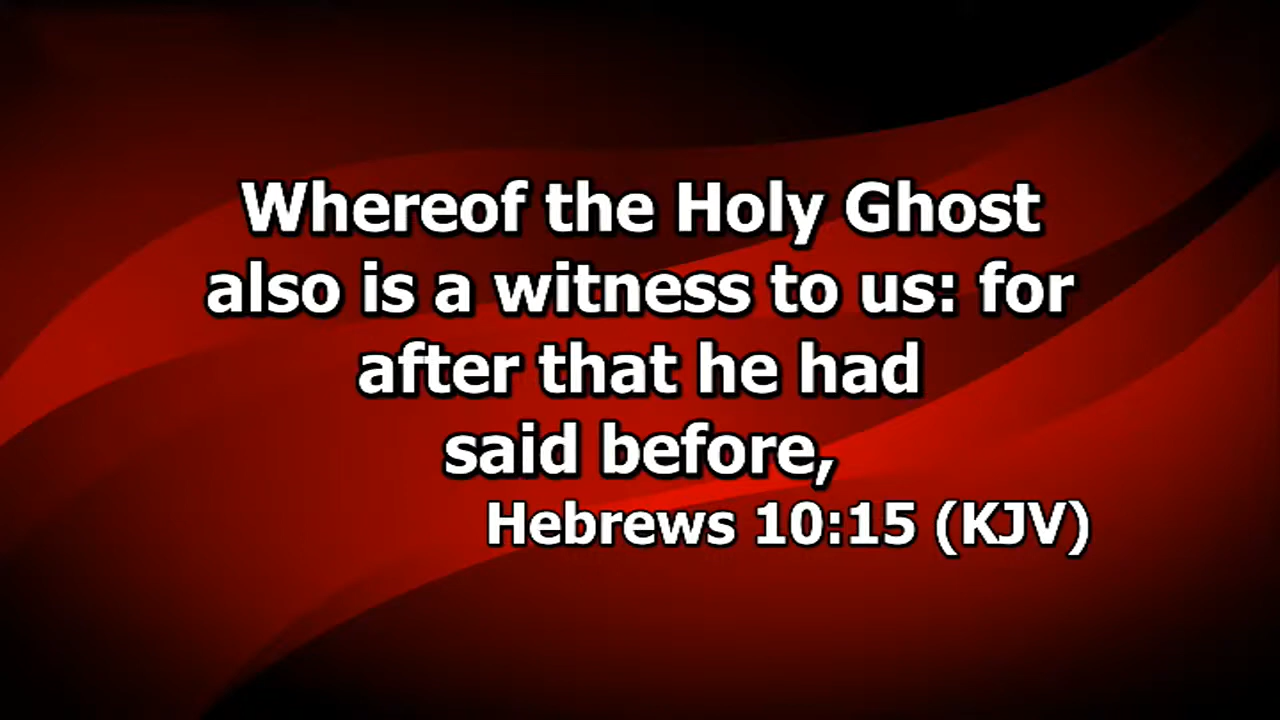 Whereof the Holy Ghost
also is a witness to us: for
after that he had
said before,
Hebrews 10:15 (KJV)